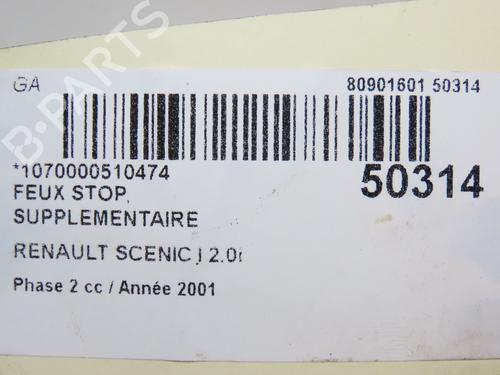 GA
80901601 50314
*1070000510474
50314
FEUX STOP,
SUPPLEMENTAIRE
RENAULT SCENIC I 2.0i
Phase 2 cc / Année 2001
B-PARTS